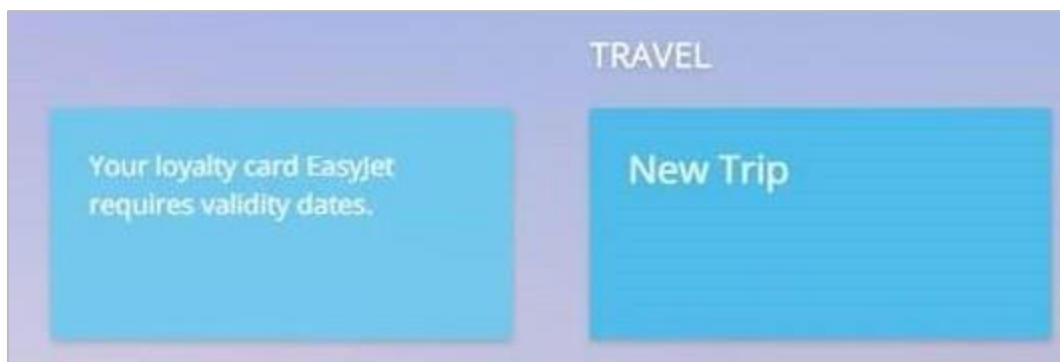 TRAVEL
Your loyalty card EasyJet
requires validity dates.
New Trip